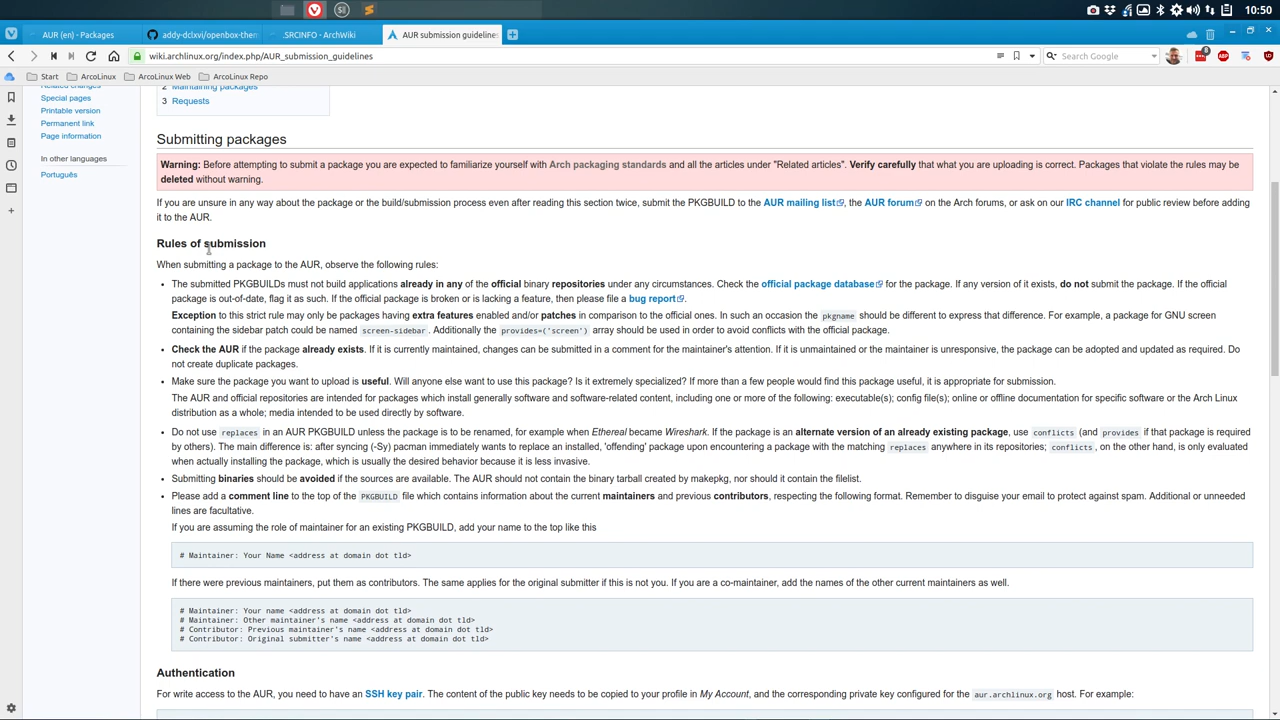 10:50
AUR (en) - Packages
addy-dclxvi/openbox-them
.SRCINFO - ArchWiki
AUR submission guidelines
wiki.archlinux.org/index.php/AUR_submission_guidelines
Search Google
8
ABP
Start
ArcoLinux
ArcoLinux Web
ArcoLinux Repo
Related changes
Special pages
Printable version
Permanent link
Page information
In other languages
Português
2 Maintaining packages
3 Requests
Submitting packages
Warning: Before attempting to submit a package you are expected to familiarize yourself with Arch packaging standards and all the articles under "Related articles". Verify carefully that what you are uploading is correct. Packages that violate the rules may be
deleted without warning.
If you are unsure in any way about the package or the build/submission process even after reading this section twice, submit the PKGBUILD to the AUR mailing list, the AUR forum on the Arch forums, or ask on our IRC channel for public review before adding
it to the AUR.
Rules of submission
When submitting a package to the AUR, observe the following rules:
The submitted PKGBUILDs must not build applications already in any of the official binary repositories under any circumstances. Check the official package database for the package. If any version of it exists, do not submit the package. If the official
package is out-of-date, flag it as such. If the official package is broken or is lacking a feature, then please file a bug report.
Exception to this strict rule may only be packages having extra features enabled and/or patches in comparison to the official ones. In such an occasion the pkgname should be different to express that difference. For example, a package for GNU screen
containing the sidebar patch could be named screen-sidebar. Additionally the provides=('screen') array should be used in order to avoid conflicts with the official package.
Check the AUR if the package already exists. If it is currently maintained, changes can be submitted in a comment for the maintainer's attention. If it is unmaintained or the maintainer is unresponsive, the package can be adopted and updated as required. Do
not create duplicate packages.
Make sure the package you want to upload is useful. Will anyone else want to use this package? Is it extremely specialized? If more than a few people would find this package useful, it is appropriate for submission.
The AUR and official repositories are intended for packages which install generally software and software-related content, including one or more of the following: executable(s); config file(s); online or offline documentation for specific software or the Arch Linux
distribution as a whole; media intended to be used directly by software.
Do not use replaces in an AUR PKGBUILD unless the package is to be renamed, for example when Ethereal became Wireshark. If the package is an alternate version of an already existing package, use conflicts (and provides if that package is required
by others). The main difference is: after syncing (-Sy) pacman immediately wants to replace an installed, 'offending' package upon encountering a package with the matching replaces anywhere in its repositories; conflicts, on the other hand, is only evaluated
when actually installing the package, which is usually the desired behavior because it is less invasive.
Submitting binaries should be avoided if the sources are available. The AUR should not contain the binary tarball created by makepkg, nor should it contain the filelist.
Please add a comment line to the top of the PKGBUILD file which contains information about the current maintainers and previous contributors, respecting the following format. Remember to disguise your email to protect against spam. Additional or unneeded
lines are facultative.
If you are assuming the role of maintainer for an existing PKGBUILD, add your name to the top like this
# Maintainer: Your Name <address at domain dot tld>
If there were previous maintainers, put them as contributors. The same applies for the original submitter if this is not you. If you are a co-maintainer, add the names of the other current maintainers as well.
# Maintainer: Your name <address at domain dot tld>
# Maintainer: Other maintainer's name <address at domain dot tld>
# Contributor: Previous maintainer's name <address at domain dot tld>
# Contributor: Original submitter's name <address at domain dot tld>
Authentication
For write access to the AUR, you need to have an SSH key pair. The content of the public key needs to be copied to your profile in My Account, and the corresponding private key configured for the aur.archlinux.org host. For example: